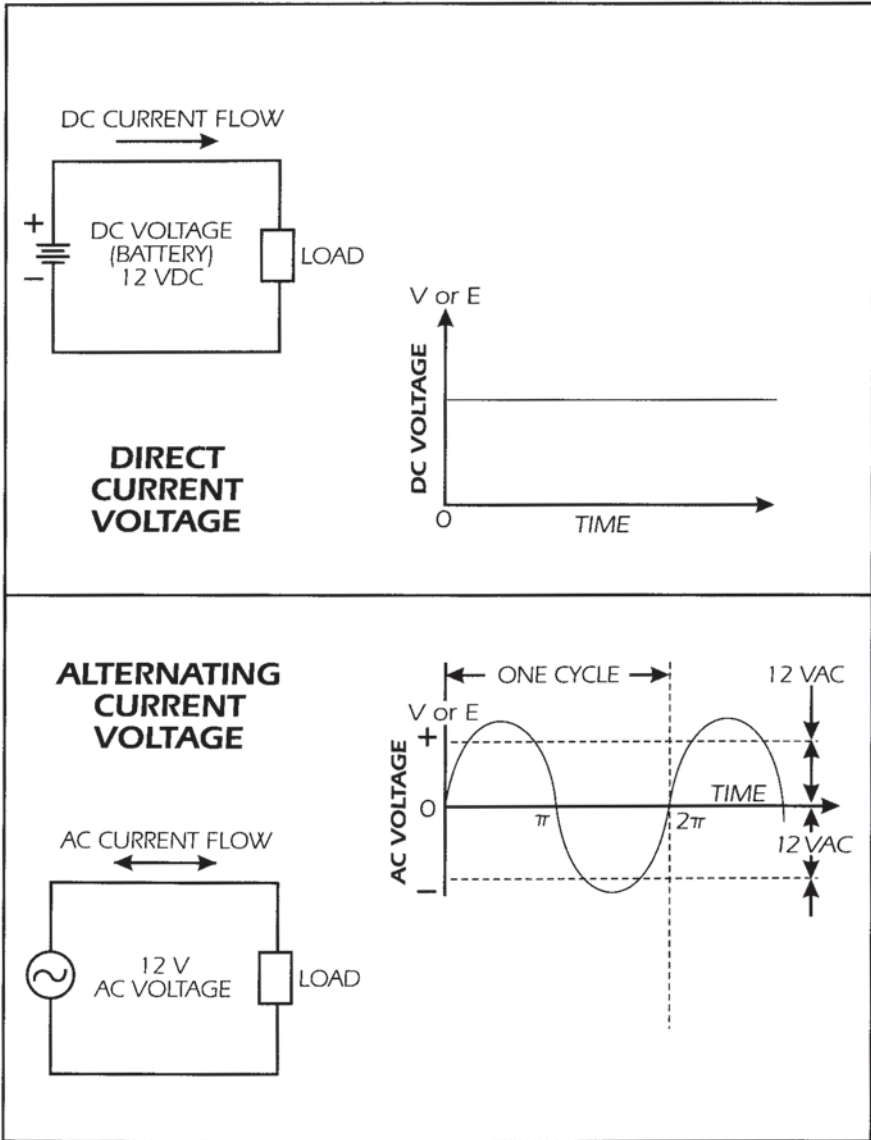 DC CURRENT FLOW
+
DC VOLTAGE
(BATTERY)
12 VDC
−
LOAD
DIRECT
CURRENT
VOLTAGE
V or E
DC VOLTAGE
0
TIME
ALTERNATING
CURRENT
VOLTAGE
AC CURRENT FLOW
12 V
AC VOLTAGE
LOAD
ONE CYCLE
12 VAC
V or E
+
AC VOLTAGE
0
TIME
π
2π
12 VAC
−